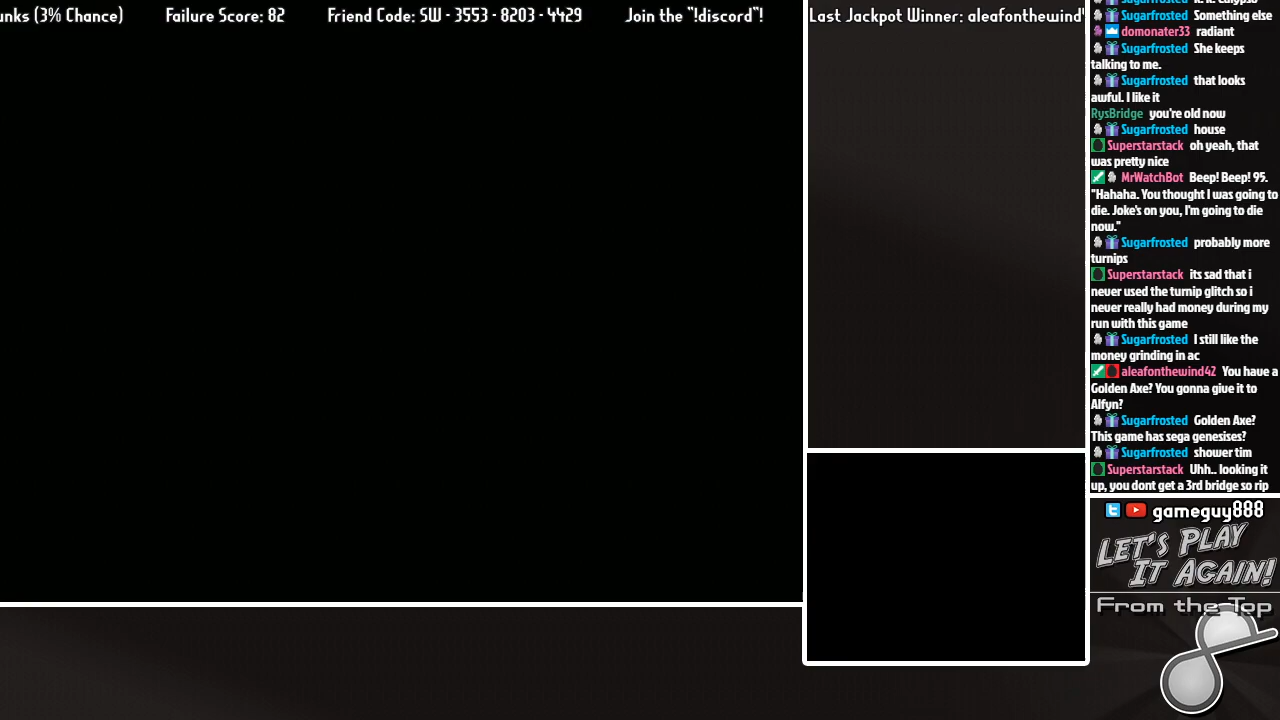 unks (3% Chance) Failure Score: 82 Friend Code: SW - 3553 - 8203 - 4429 Join the "!discord"!
Last Jackpot Winner: aleafonthewind
Sugarfrosted Something else
domonater33 radiant
Sugarfrosted She keeps
talking to me.
Sugarfrosted that looks
awful. I like it
RysBridge you're old now
Sugarfrosted house
Superstarstack oh yeah, that
was pretty nice
MrWatchBot Beep! Beep! 95.
"Hahaha. You thought I was going to
die. Joke's on you, I'm going to die
now."
Sugarfrosted probably more
turnips
Superstarstack its sad that i
never used the turnip glitch so i
never really had money during my
run with this game
Sugarfrosted I still like the
money grinding in ac
aleafonthewind42 You have a
Golden Axe? You gonna give it to
Alfyn?
Sugarfrosted Golden Axe?
This game has sega genesises?
Sugarfrosted shower tim
Superstarstack Uhh.. looking it
up, you dont get a 3rd bridge so rip
gameguy888
LET'S PLAY
IT AGAIN!
From the Top